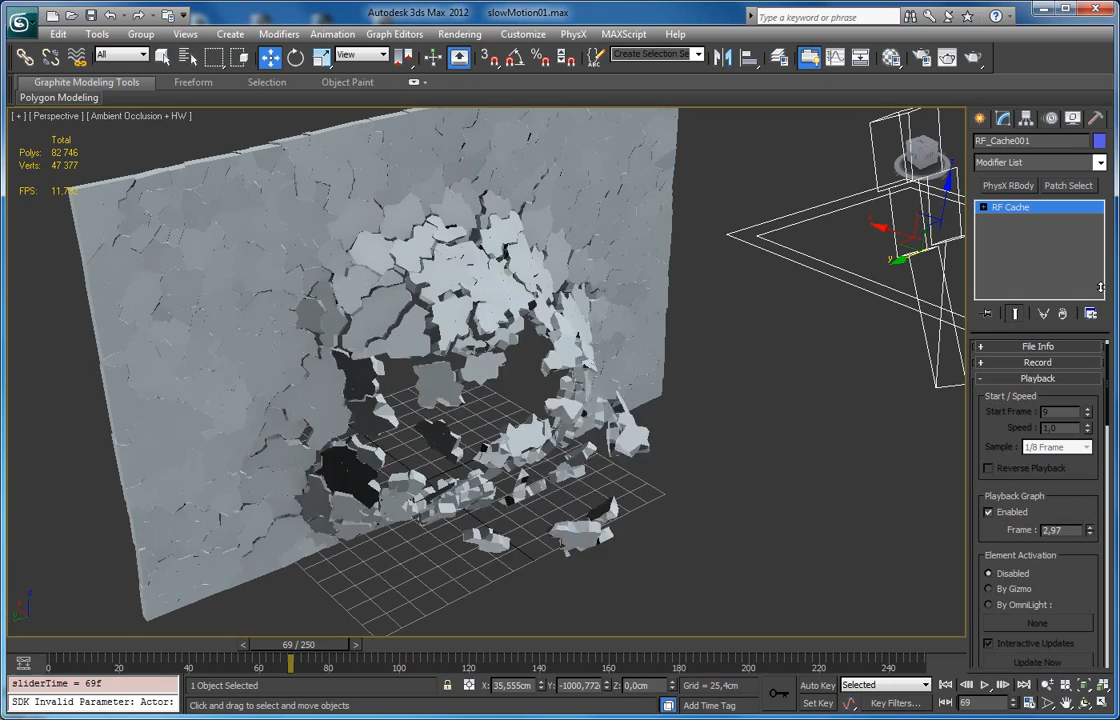 Autodesk 3ds Max 2012 slowMotion01.max
Type a keyword or phrase
Edit Tools Group Views Create Modifiers Animation Graph Editors Rendering Customize PhysX MAXScript Help
All View Create Selection Se
Graphite Modeling Tools Freeform Selection Object Paint
Polygon Modeling
[ + ] [ Perspective ] [ Ambient Occlusion + HW ]
Total
Polys: 82 746
Verts: 47 377
FPS:
RF_Cache001
Modifier List
PhysX RBody Patch Select
RF Cache
+ File Info
+ Record
- Playback
Start / Speed
Start Frame : 9
Speed : 1,0
Sample : 1/8 Frame
Reverse Playback
Playback Graph
Enabled
Frame : 2,97
Element Activation
Disabled
By Gizmo
By OmniLight :
None
Interactive Updates
Update Now
< 69 / 250 >
0 20 40 60 80 100 120 140 160 180 200 220 240
sliderTime = 69f
SDK Invalid Parameter: Actor:
1 Object Selected
X: 35,555cm Y: -1000,772 Z: 0,0cm Grid = 25,4cm
Auto Key Selected
Click and drag to select and move objects
Add Time Tag
Set Key Key Filters... 69